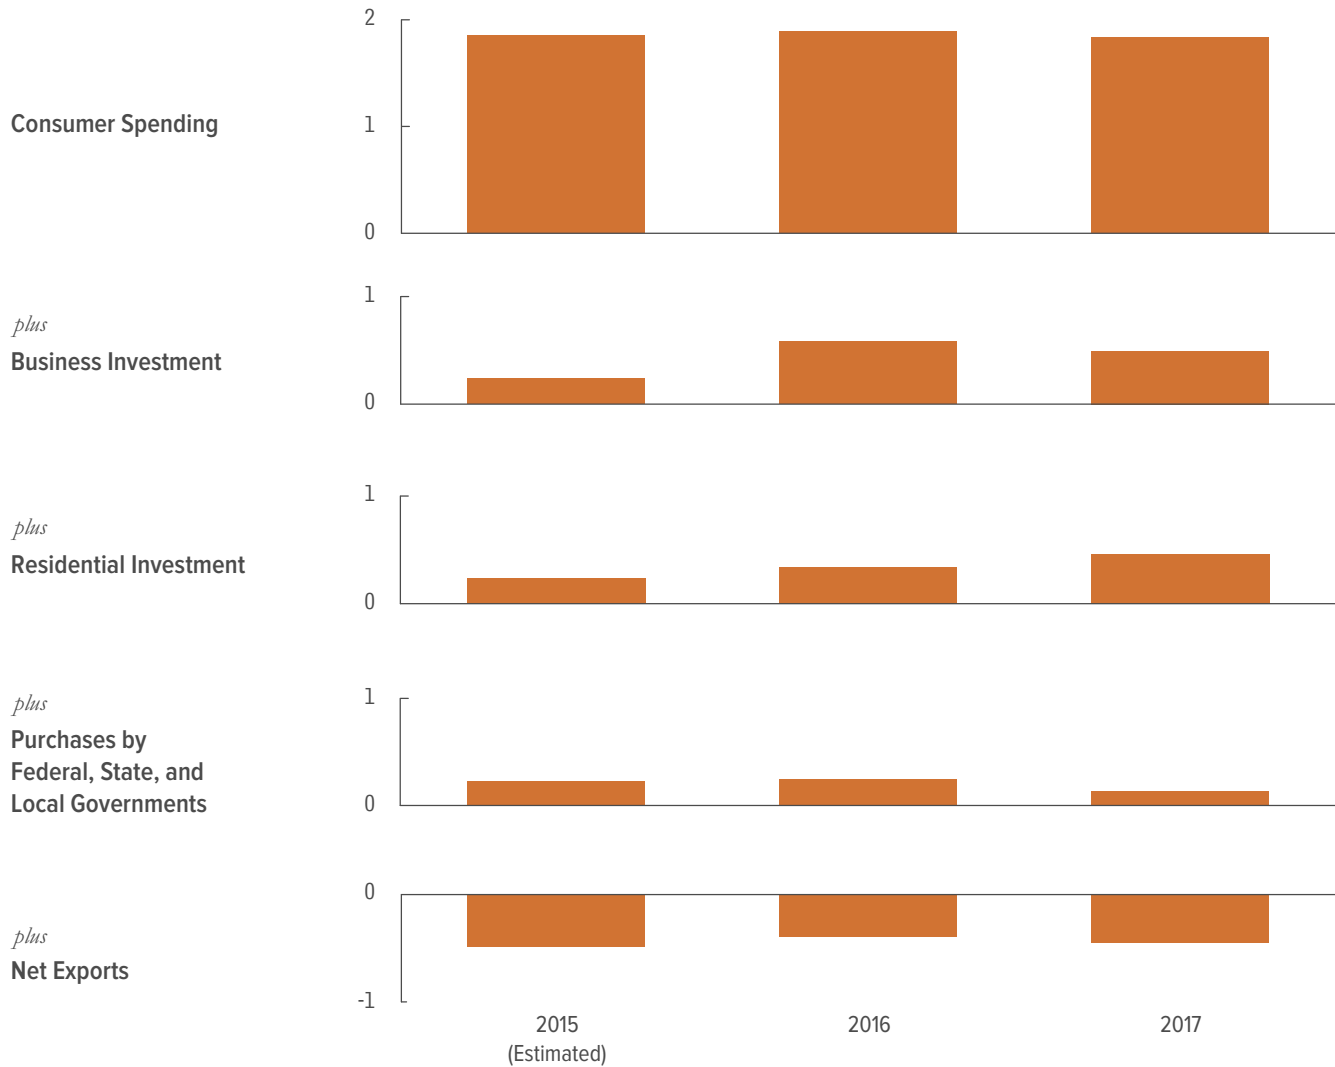 2
Consumer Spending
1
0
1
plus
Business Investment
0
1
plus
Residential Investment
0
1
plus
Purchases by
Federal, State, and
Local Governments
0
0
plus
Net Exports
-1
2015
(Estimated)
2016
2017